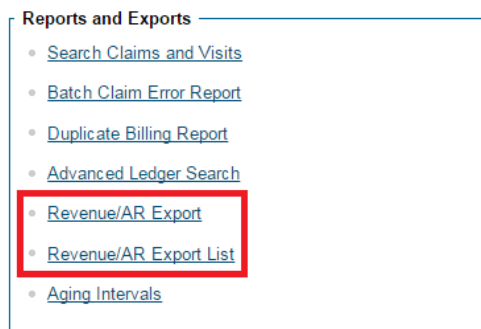 Reports and Exports
Search Claims and Visits
Batch Claim Error Report
Duplicate Billing Report
Advanced Ledger Search
Revenue/AR Export
Revenue/AR Export List
Aging Intervals